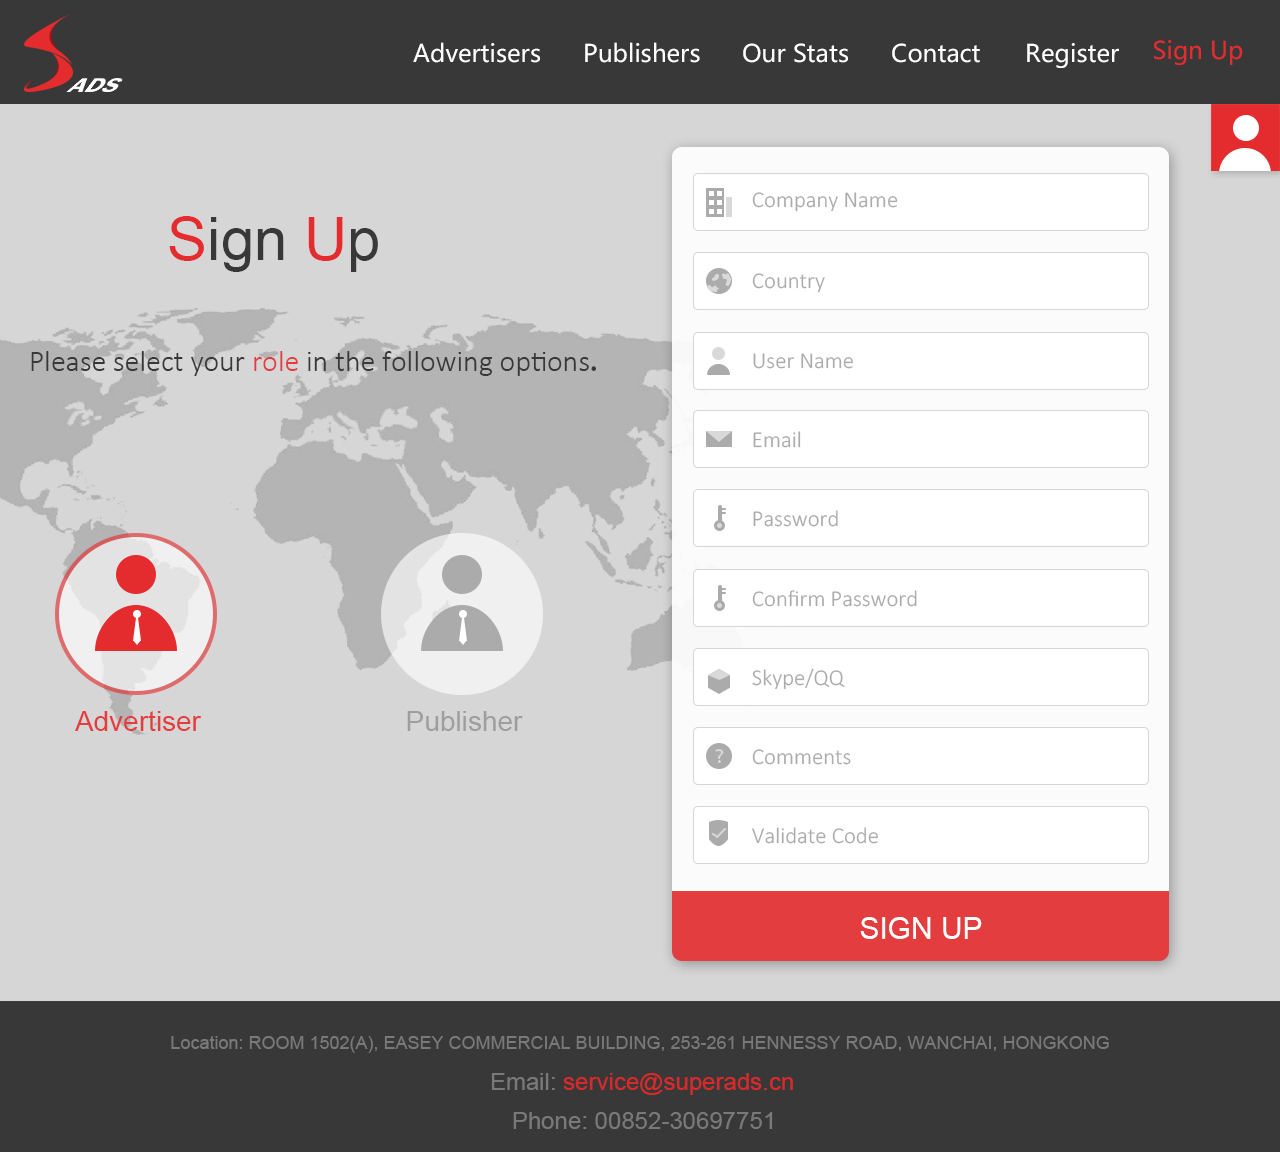 ADS
Advertisers Publishers Our Stats Contact Register Sign Up
Sign Up
Please select your role in the following options.
Advertiser
Publisher
Company Name
Country
User Name
Email
Password
Confirm Password
Skype/QQ
Comments
?
Validate Code
SIGN UP
Location: ROOM 1502(A), EASEY COMMERCIAL BUILDING, 253-261 HENNESSY ROAD, WANCHAI, HONGKONG
Email: service@superads.cn
Phone: 00852-30697751